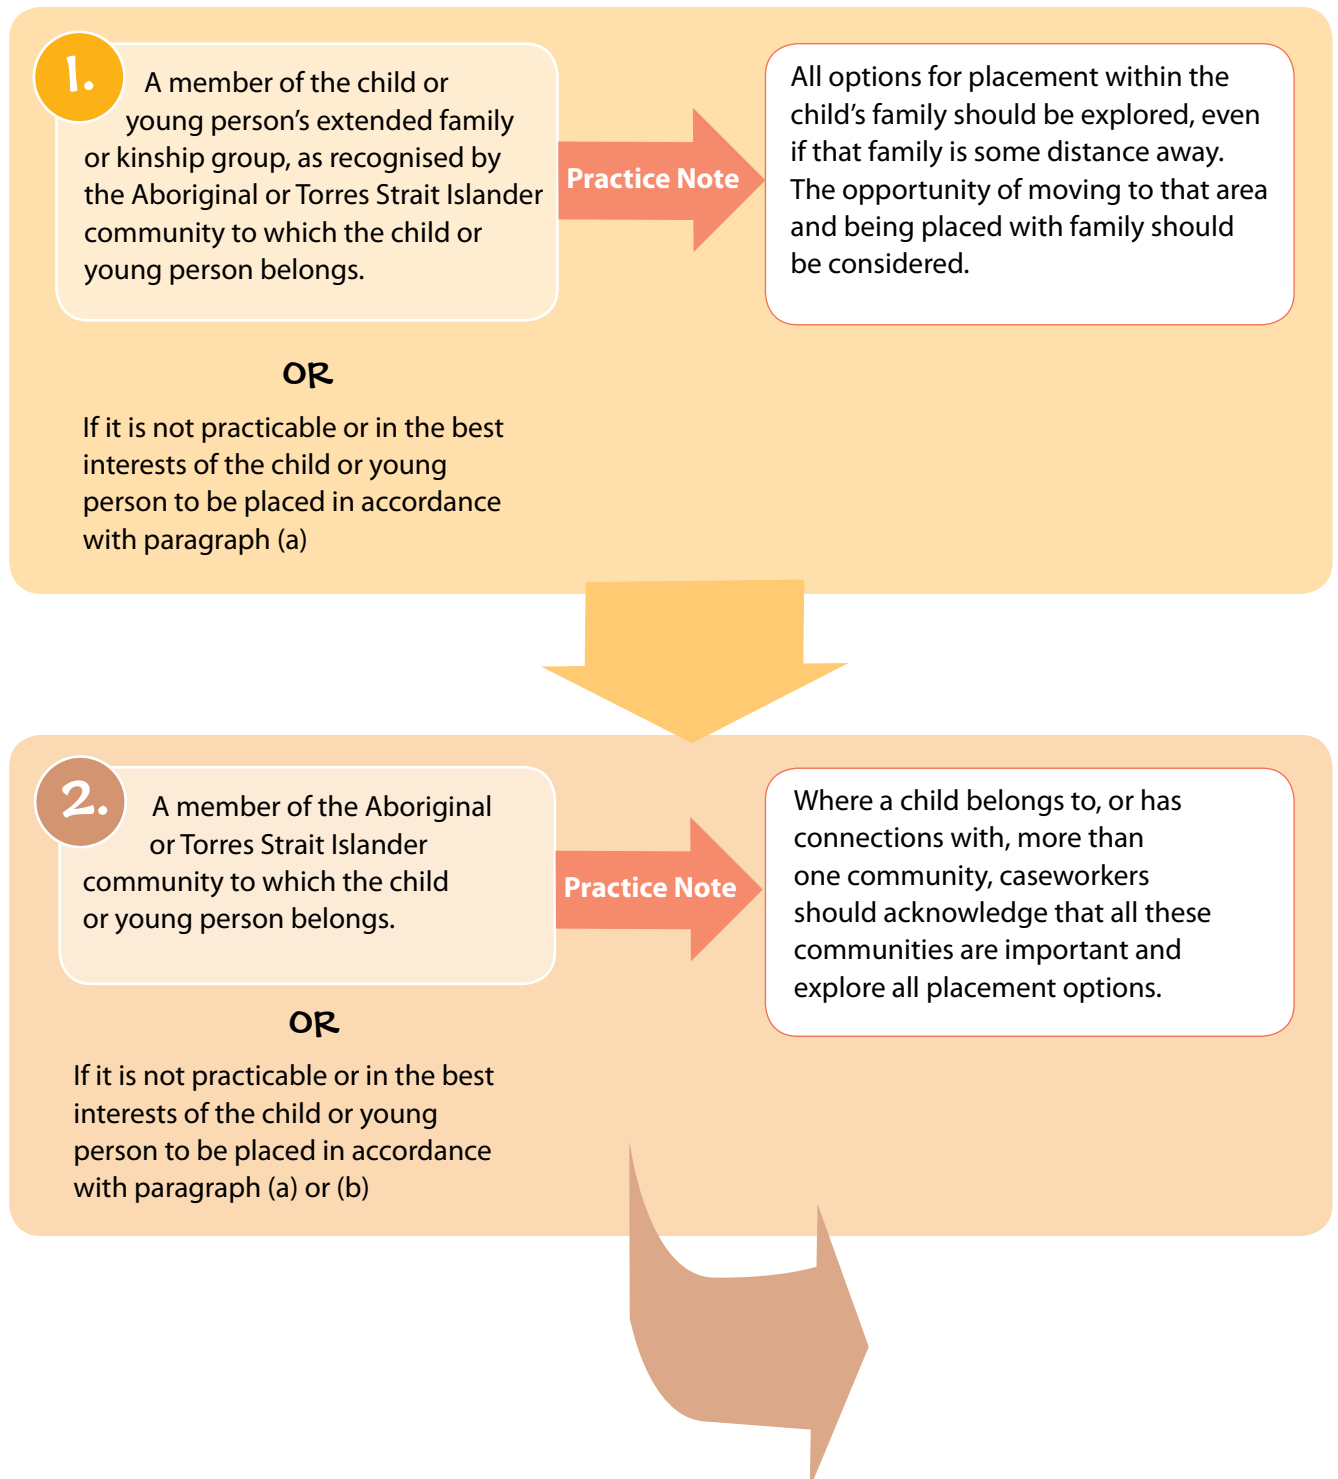 1.
A member of the child or
young person’s extended family
or kinship group, as recognised by
the Aboriginal or Torres Strait Islander
community to which the child or
young person belongs.
Practice Note
All options for placement within the
child’s family should be explored, even
if that family is some distance away.
The opportunity of moving to that area
and being placed with family should
be considered.
OR
If it is not practicable or in the best
interests of the child or young
person to be placed in accordance
with paragraph (a)
2.
A member of the Aboriginal
or Torres Strait Islander
community to which the child
or young person belongs.
Practice Note
Where a child belongs to, or has
connections with, more than
one community, caseworkers
should acknowledge that all these
communities are important and
explore all placement options.
OR
If it is not practicable or in the best
interests of the child or young
person to be placed in accordance
with paragraph (a) or (b)